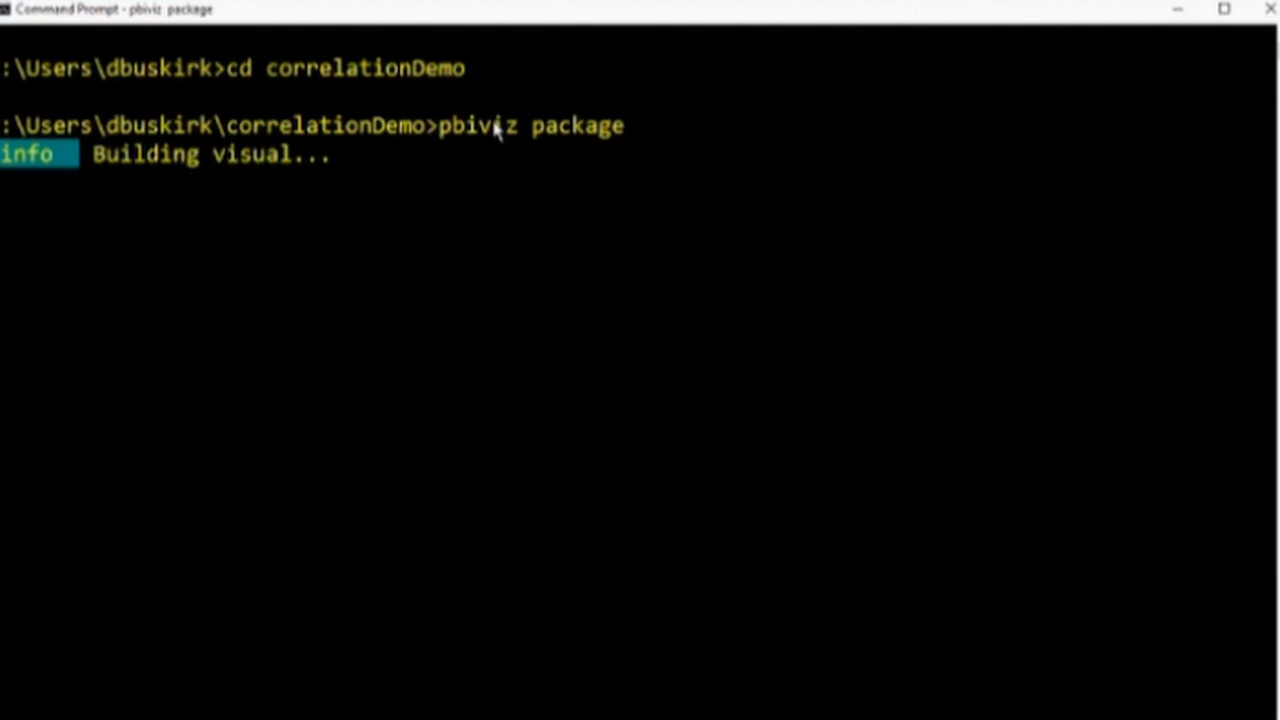 Command Prompt - pbiviz package
:\Users\dbuskirk>cd correlationDemo
:\Users\dbuskirk\correlationDemo>pbiviz package
info Building visual...